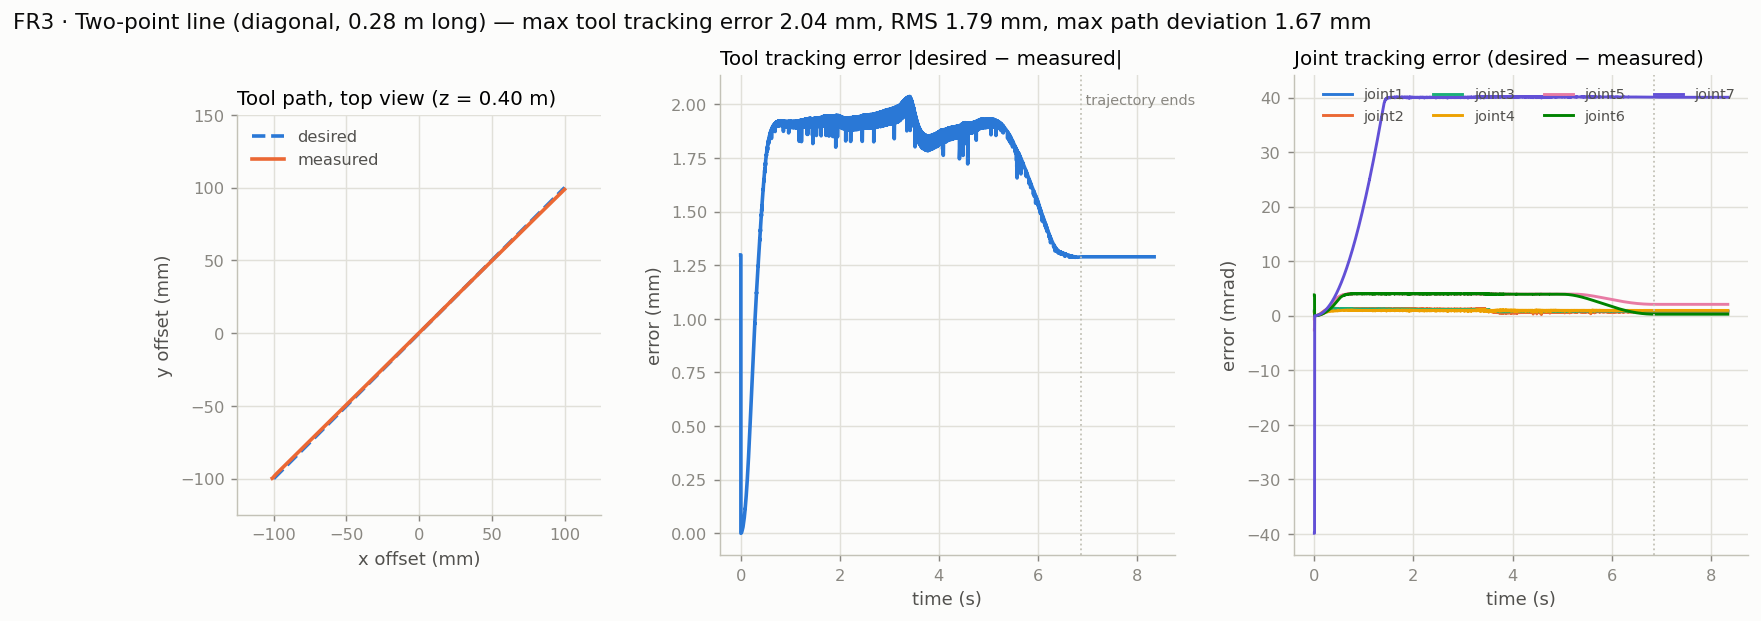 FR3 · Two-point line (diagonal, 0.28 m long) — max tool tracking error 2.04 mm, RMS 1.79 mm, max path deviation 1.67 mm
Tool path, top view (z = 0.40 m)
desired
measured
150
100
50
0
−50
−100
y offset (mm)
−100 −50 0 50 100
x offset (mm)
Tool tracking error |desired − measured|
trajectory ends
2.00
1.75
1.50
1.25
1.00
0.75
0.50
0.25
0.00
error (mm)
0 2 4 6 8
time (s)
Joint tracking error (desired − measured)
joint1 joint3 joint5 joint7
joint2 joint4 joint6
40
30
20
10
0
−10
−20
−30
−40
error (mrad)
0 2 4 6 8
time (s)